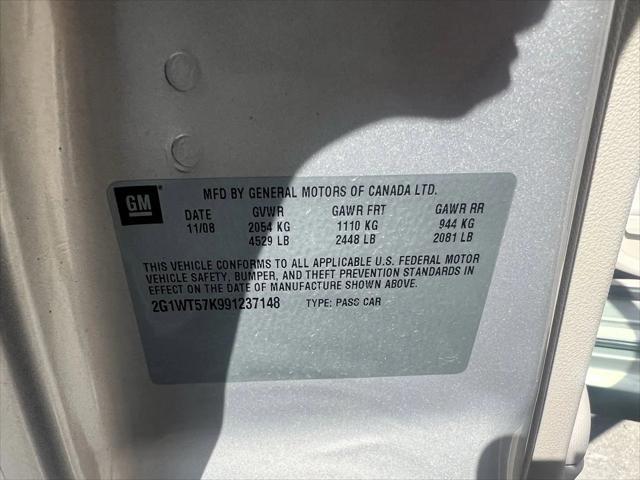 GM
MFD BY GENERAL MOTORS OF CANADA LTD.
DATE GVWR GAWR FRT GAWR RR
11/08 2054 KG 1110 KG 944 KG
4529 LB 2448 LB 2081 LB
THIS VEHICLE CONFORMS TO ALL APPLICABLE U.S. FEDERAL MOTOR
VEHICLE SAFETY, BUMPER, AND THEFT PREVENTION STANDARDS IN
EFFECT ON THE DATE OF MANUFACTURE SHOWN ABOVE.
2G1WT57K991237148 TYPE: PASS CAR